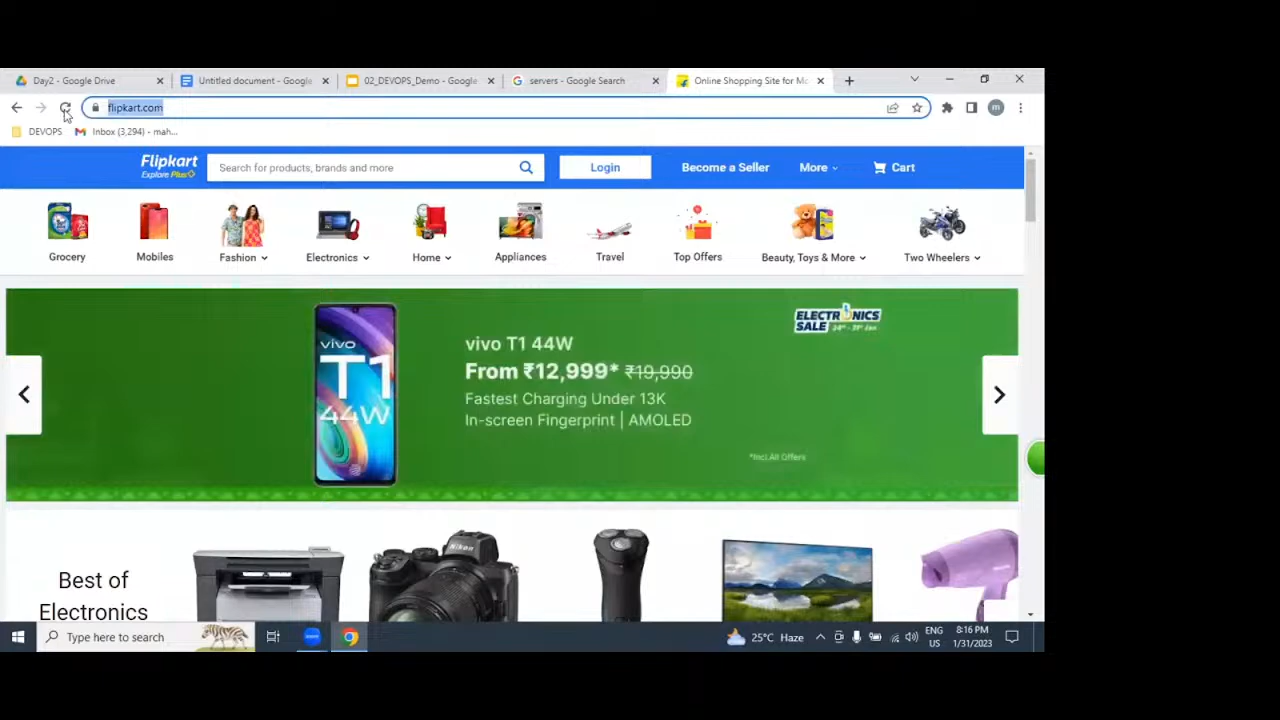 Day2 - Google Drive
Untitled document - Google
02_DEVOPS_Demo - Google
servers - Google Search
Online Shopping Site for Mo
flipkart.com
m
DEVOPS
Inbox (3,294) - mah...
Flipkart
Explore Plus
Search for products, brands and more
Login
Become a Seller
More
Cart
Grocery
Mobiles
Fashion
Electronics
Home
Appliances
Travel
Top Offers
Beauty, Toys & More
Two Wheelers
ELECTRONICS
SALE
vivo
T1
44W
vivo T1 44W
From ₹12,999* ₹19,990
Fastest Charging Under 13K
In-screen Fingerprint | AMOLED
*Incl.All Offers
Best of
Electronics
Nikon
Type here to search
25°C Haze
ENG
US
8:16 PM
1/31/2023